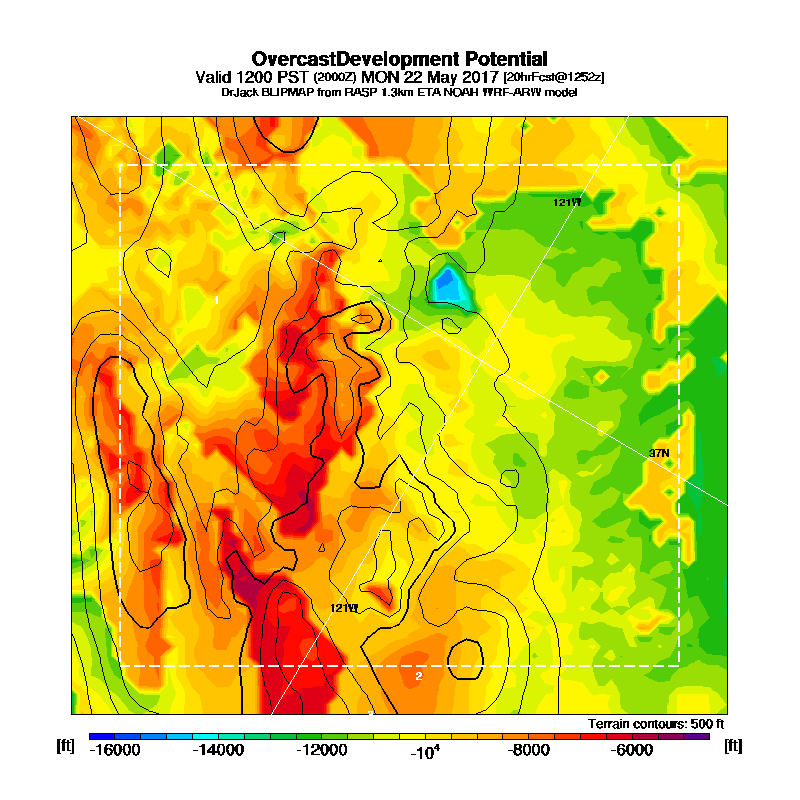 OvercastDevelopment Potential
Valid 1200 PST (2000Z) MON 22 May 2017 [20hrFcst@1252z]
DrJack BLIPMAP from RASP 1.3km ETA NOAH WRF-ARW model
121W
1
37N
121W
2
Terrain contours: 500 ft
[ft] -16000 -14000 -12000 -10⁴ -8000 -6000 [ft]